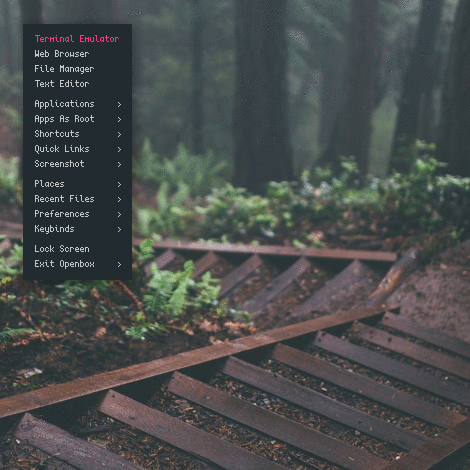 Terminal Emulator
Web Browser
File Manager
Text Editor
Applications >
Apps As Root >
Shortcuts >
Quick Links >
Screenshot >
Places >
Recent Files >
Preferences >
Keybinds >
Lock Screen
Exit Openbox >